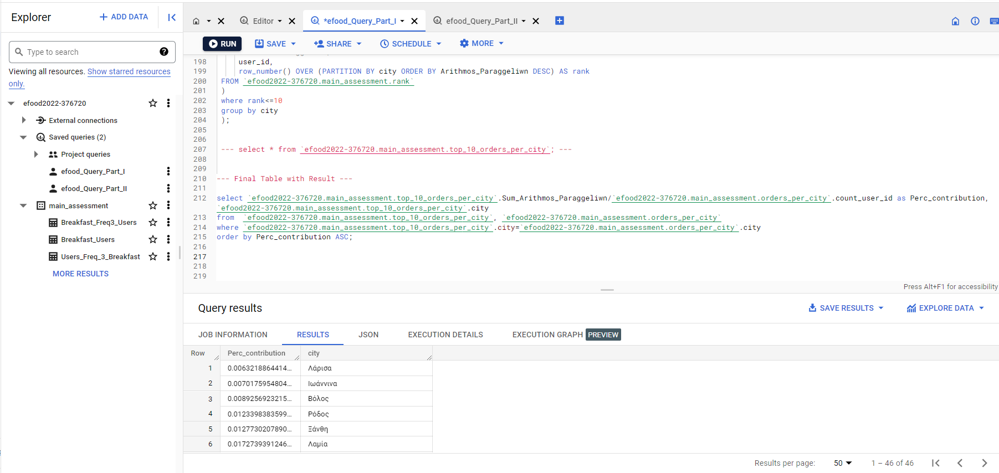 Explorer
+ ADD DATA
Type to search
Viewing all resources. Show starred resources
only.
efood2022-376720
External connections
Saved queries (2)
Project queries
efood_Query_Part_I
efood_Query_Part_II
main_assessment
Breakfast_Freq3_Users
Breakfast_Users
Users_Freq_3_Breakfast
MORE RESULTS
Editor
*efood_Query_Part_I
efood_Query_Part_II
RUN SAVE SHARE SCHEDULE MORE
198 user_id,
199 row_number() OVER (PARTITION BY city ORDER BY Arithmos_Paraggeliwn DESC) AS rank
200 FROM `efood2022-376720.main_assessment.rank`
201 )
202 where rank<=10
203 group by city
204 );
205
206
207 --- select * from `efood2022-376720.main_assessment.top_10_orders_per_city`; ---
208
209
210 --- Final Table with Result ---
211
212 select `efood2022-376720.main_assessment.top_10_orders_per_city`.Sum_Arithmos_Paraggeliwn/`efood2022-376720.main_assessment.orders_per_city`.count_user_id as Perc_contribution,
`efood2022-376720.main_assessment.top_10_orders_per_city`.city
213 from `efood2022-376720.main_assessment.top_10_orders_per_city`, `efood2022-376720.main_assessment.orders_per_city`
214 where `efood2022-376720.main_assessment.top_10_orders_per_city`.city=`efood2022-376720.main_assessment.orders_per_city`.city
215 order by Perc_contribution ASC;
216
217
218
219
Press Alt+F1 for accessibility
Query results
SAVE RESULTS EXPLORE DATA
JOB INFORMATION RESULTS JSON EXECUTION DETAILS EXECUTION GRAPH PREVIEW
Row Perc_contribution city
1 0.0063218864414... Λάρισα
2 0.0070175954804... Ιωάννινα
3 0.0089256923215... Βόλος
4 0.0123398383599... Ρόδος
5 0.0127730207890... Ξάνθη
6 0.0172739391246... Λαμία
Results per page: 50 1 – 46 of 46